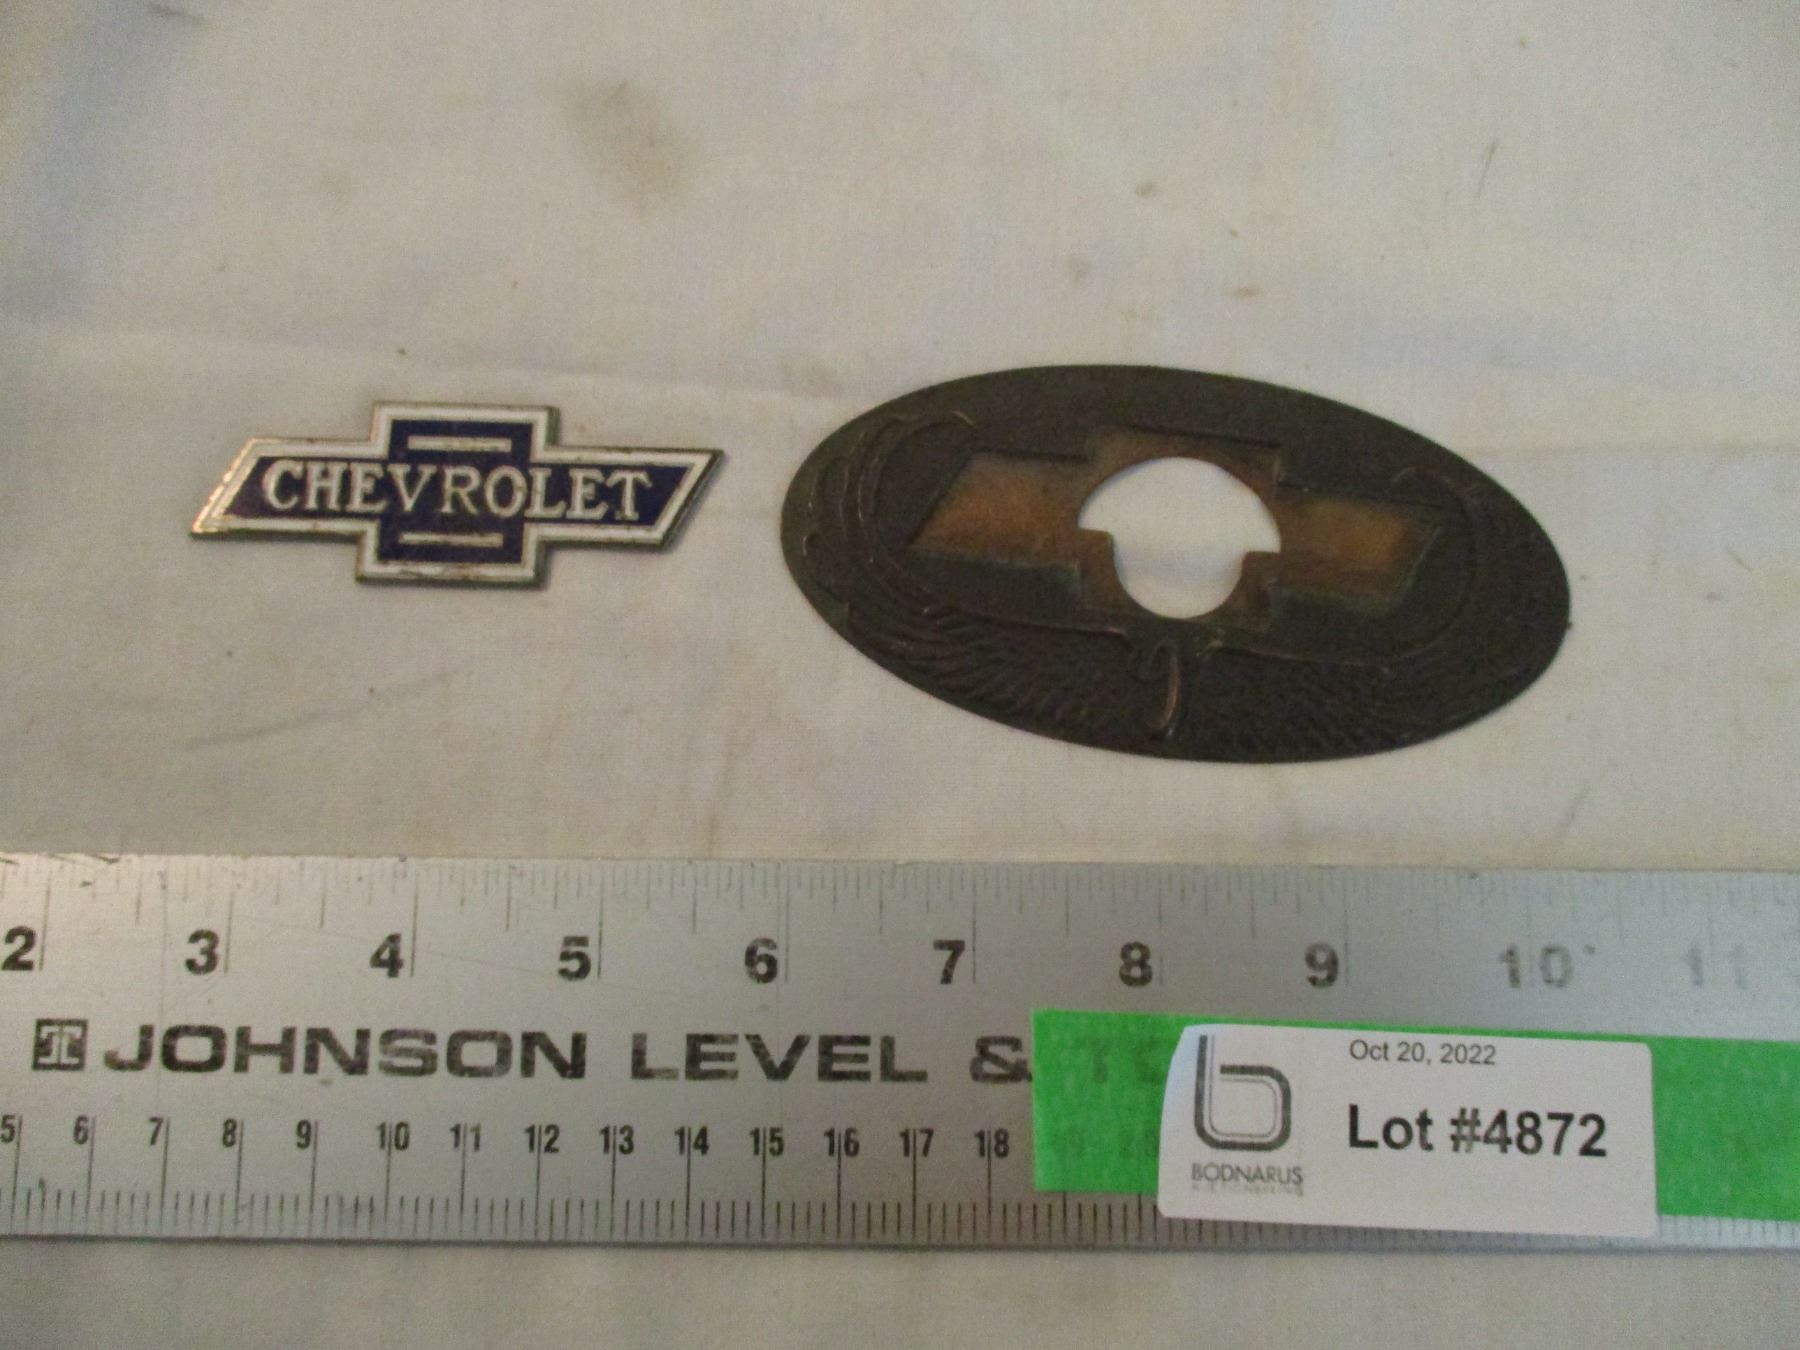 CHEVROLET
2 3 4 5 6 7 8 9 10 11
JOHNSON LEVEL &
5 6 7 8 9 10 11 12 13 14 15 16 17 18
Oct 20, 2022
Lot #4872
BODNARUS
AUCTIONEERING